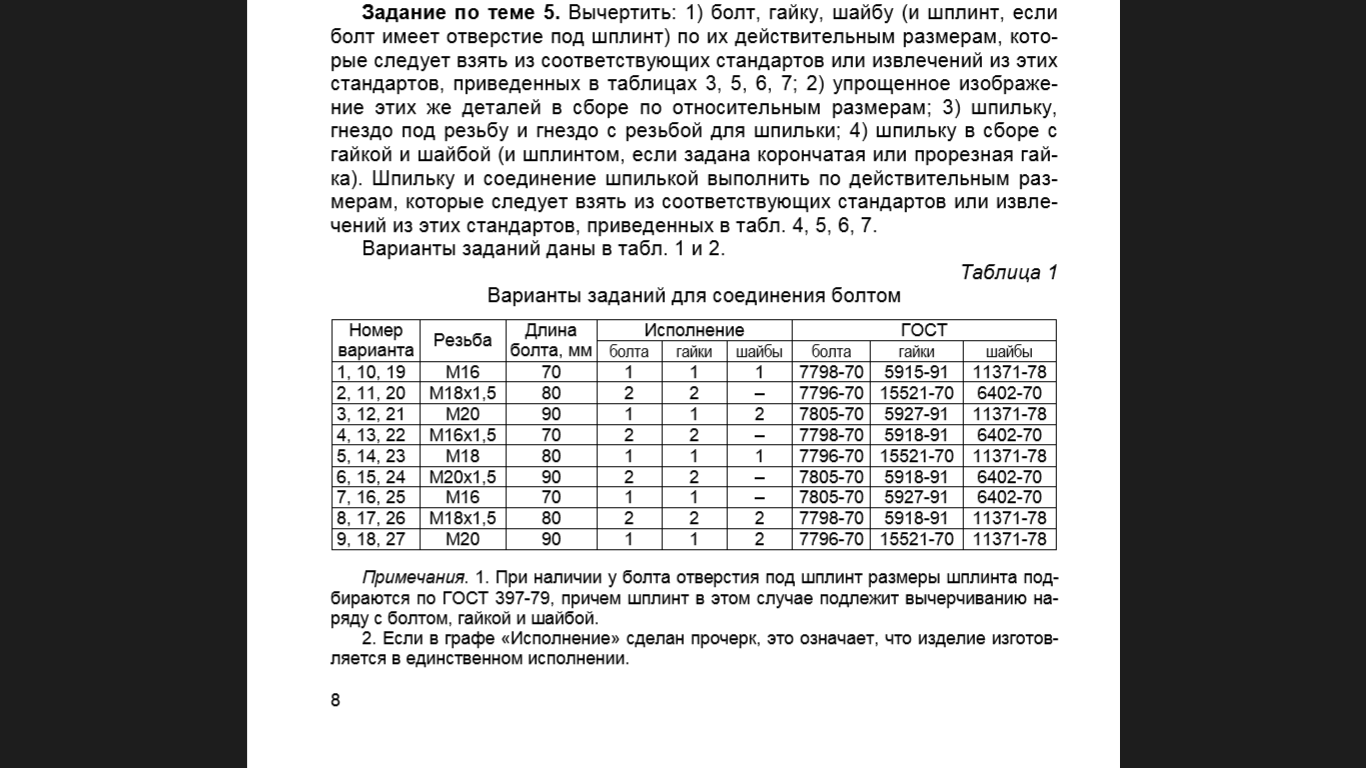 Задание по теме 5. Вычертить: 1) болт, гайку, шайбу (и шплинт, если
болт имеет отверстие под шплинт) по их действительным размерам, кото-
рые следует взять из соответствующих стандартов или извлечений из этих
стандартов, приведенных в таблицах 3, 5, 6, 7; 2) упрощенное изображе-
ние этих же деталей в сборе по относительным размерам; 3) шпильку,
гнездо под резьбу и гнездо с резьбой для шпильки; 4) шпильку в сборе с
гайкой и шайбой (и шплинтом, если задана корончатая или прорезная гай-
ка). Шпильку и соединение шпилькой выполнить по действительным раз-
мерам, которые следует взять из соответствующих стандартов или извле-
чений из этих стандартов, приведенных в табл. 4, 5, 6, 7.
Варианты заданий даны в табл. 1 и 2.
Таблица 1
Варианты заданий для соединения болтом
Номер варианта Резьба Длина болта, мм Исполнение ГОСТ
болта гайки шайбы болта гайки шайбы
1, 10, 19 М16 70 1 1 1 7798-70 5915-91 11371-78
2, 11, 20 М18х1,5 80 2 2 – 7796-70 15521-70 6402-70
3, 12, 21 М20 90 1 1 2 7805-70 5927-91 11371-78
4, 13, 22 М16х1,5 70 2 2 – 7798-70 5918-91 6402-70
5, 14, 23 М18 80 1 1 1 7796-70 15521-70 11371-78
6, 15, 24 М20х1,5 90 2 2 – 7805-70 5918-91 6402-70
7, 16, 25 М16 70 1 1 – 7805-70 5927-91 6402-70
8, 17, 26 М18х1,5 80 2 2 2 7798-70 5918-91 11371-78
9, 18, 27 М20 90 1 1 2 7796-70 15521-70 11371-78
Примечания. 1. При наличии у болта отверстия под шплинт размеры шплинта под-
бираются по ГОСТ 397-79, причем шплинт в этом случае подлежит вычерчиванию на-
ряду с болтом, гайкой и шайбой.
2. Если в графе «Исполнение» сделан прочерк, это означает, что изделие изготов-
ляется в единственном исполнении.
8